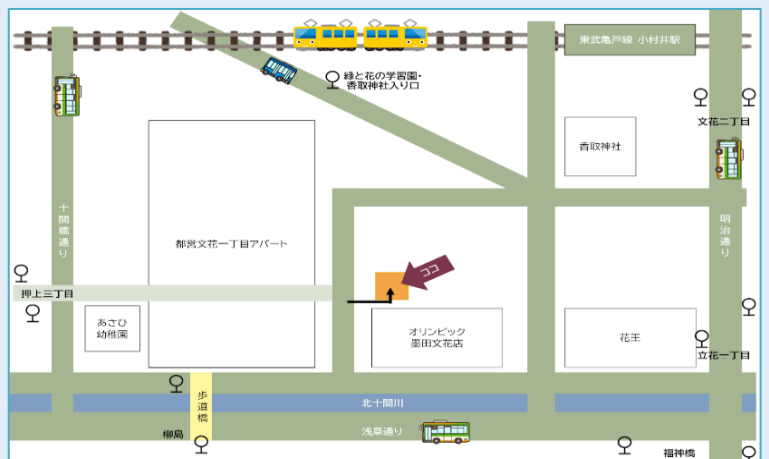 東武亀戸線 小村井駅
緑と花の学習園・
香取神社入り口
文花二丁目
香取神社
十間橋通り
都営文花一丁目アパート
明治通り
ココ
押上三丁目
あさひ
幼稚園
オリンピック
墨田文花店
花王
立花一丁目
歩道橋
北十間川
柳島
浅草通り
福神橋